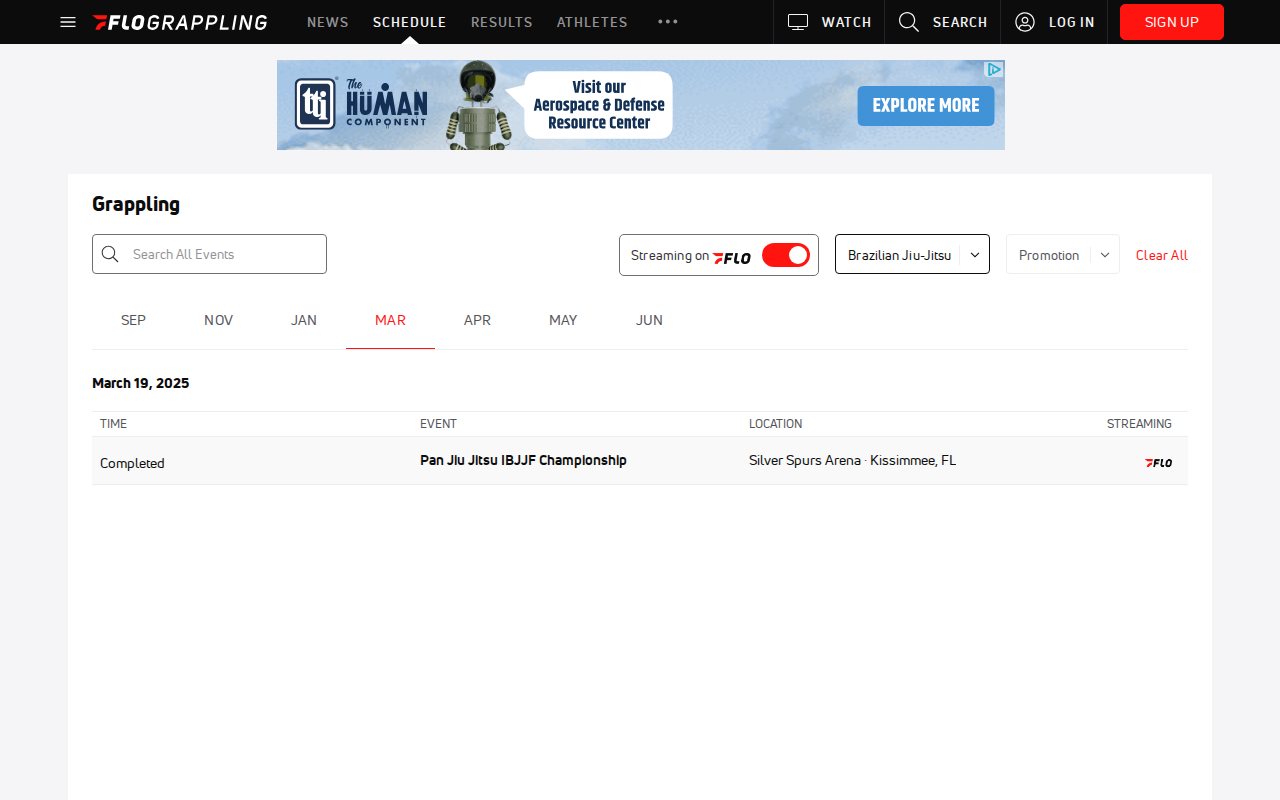 FLOGRAPPLING
NEWS
SCHEDULE
RESULTS
ATHLETES
WATCH
SEARCH
LOG IN
SIGN UP
tti
The
HUMAN
COMPONENT
Visit our
Aerospace & Defense
Resource Center
EXPLORE MORE
Grappling
Search All Events
Streaming on FLO
Brazilian Jiu-Jitsu
Promotion
Clear All
SEP
NOV
JAN
MAR
APR
MAY
JUN
March 19, 2025
TIME
EVENT
LOCATION
STREAMING
Completed
Pan Jiu Jitsu IBJJF Championship
Silver Spurs Arena · Kissimmee, FL
FLO